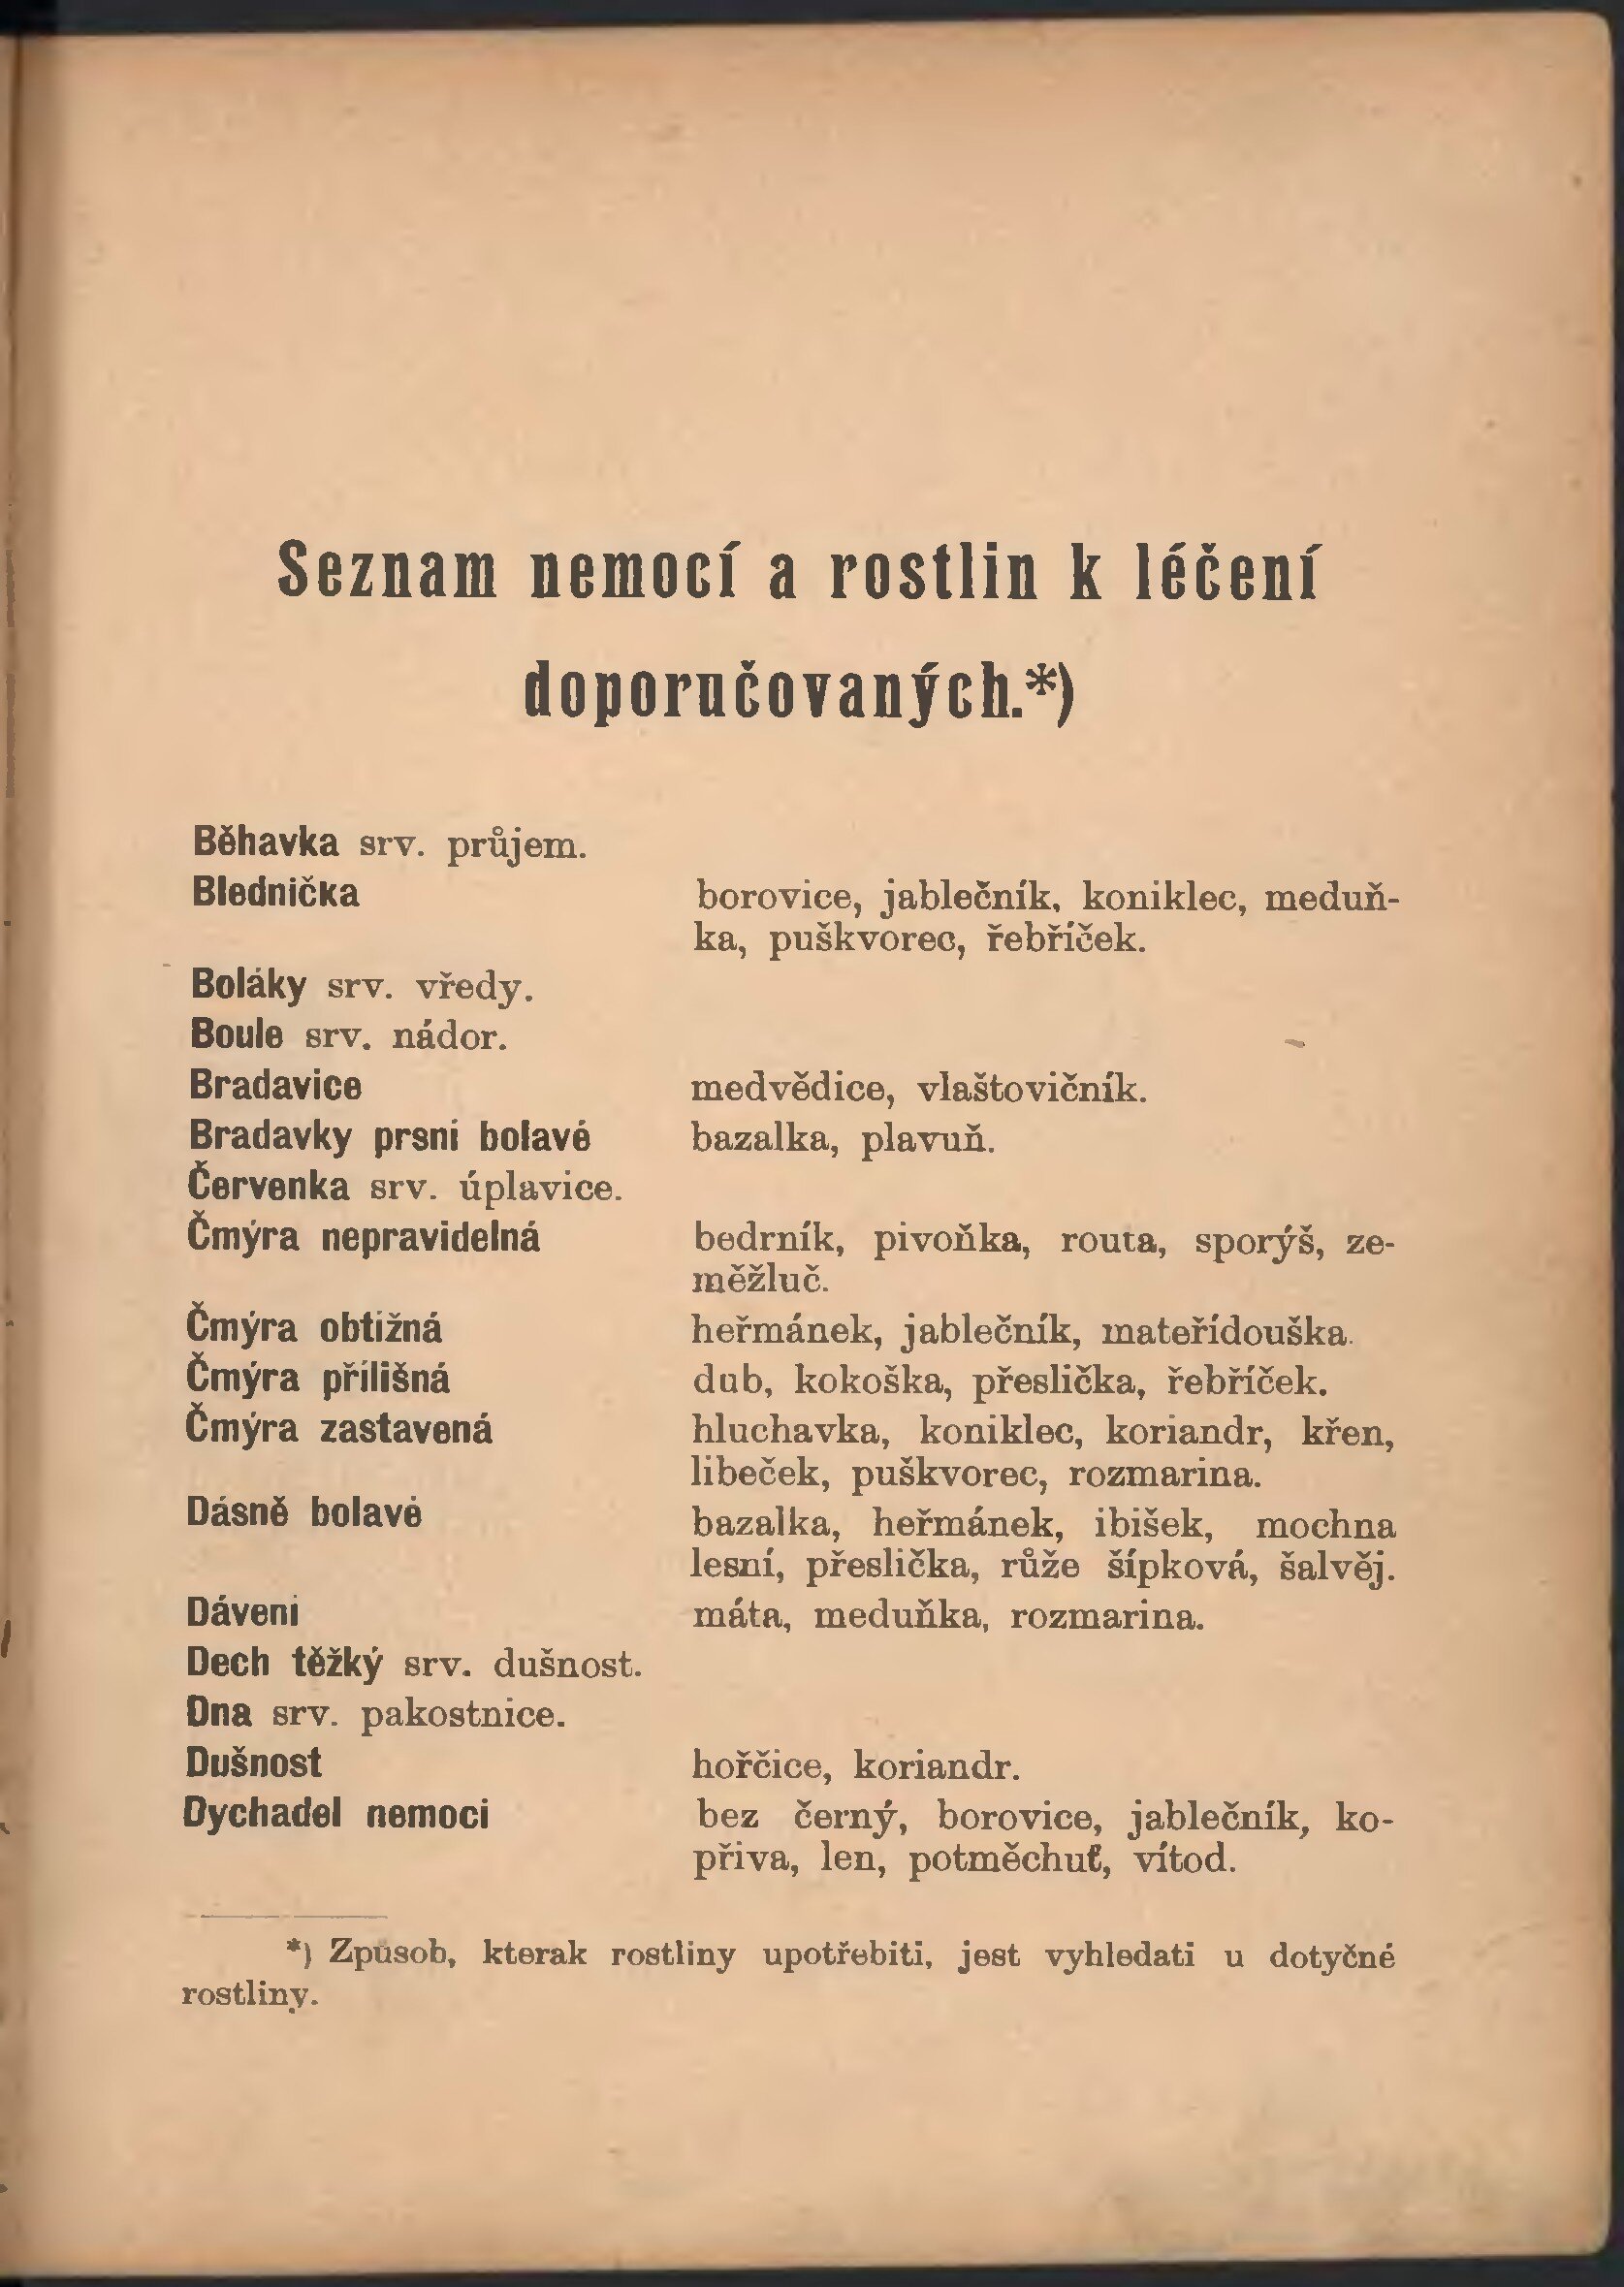 Seznam nemocí a rostlin k léčení
doporučovaných.*)
Běhavka srv. průjem.
Blednička borovice, jablečník, koniklec, meduň-
ka, puškvorec, řebříček.
Boláky srv. vředy.
Boule srv. nádor.
Bradavice medvědice, vlaštovičník.
Bradavky prsní bolavé bazalka, plavuň.
Červenka srv. úplavice.
Čmýra nepravidelná bedrník, pivoňka, routa, sporýš, ze-
měžluč.
Čmýra obtížná heřmánek, jablečník, mateřídouška.
Čmýra přílišná dub, kokoška, přeslička, řebříček.
Čmýra zastavená hluchavka, koniklec, koriandr, křen,
libeček, puškvorec, rozmarina.
Dásně bolavé bazalka, heřmánek, ibišek, mochna
lesní, přeslička, růže šípková, šalvěj.
Dávení máta, meduňka, rozmarina.
Dech těžký srv. dušnost.
Dna srv. pakostnice.
Dušnost hořčice, koriandr.
Dychadel nemoci bez černý, borovice, jablečník, ko-
přiva, len, potměchuť, vítod.
*) Způsob, kterak rostliny upotřebiti, jest vyhledati u dotyčné
rostliny.